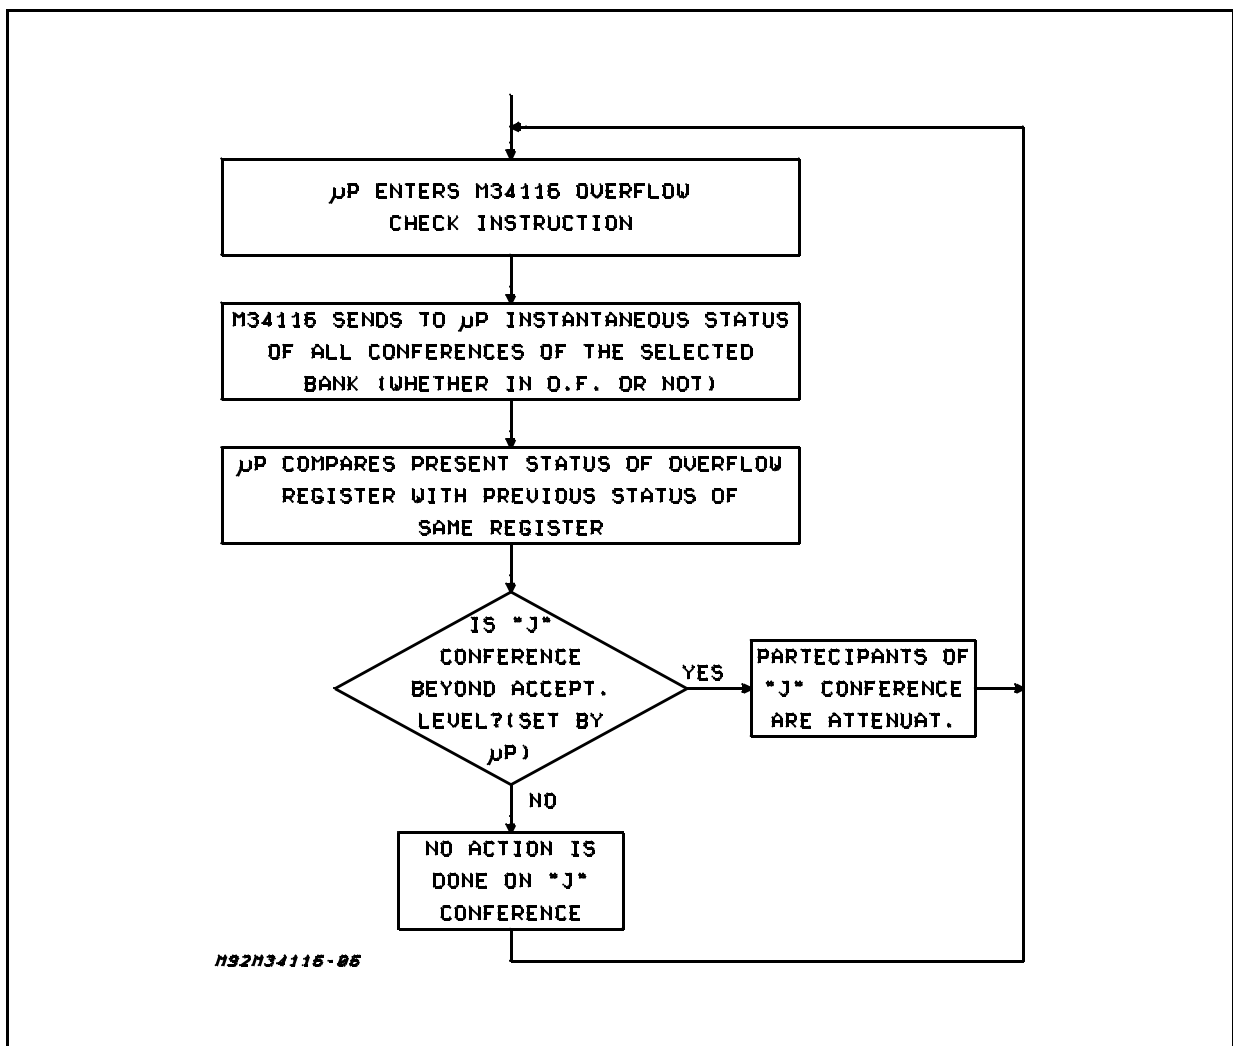 µP ENTERS M34116 OVERFLOW
CHECK INSTRUCTION
M34116 SENDS TO µP INSTANTANEOUS STATUS
OF ALL CONFERENCES OF THE SELECTED
BANK (WHETHER IN O.F. OR NOT)
µP COMPARES PRESENT STATUS OF OVERFLOW
REGISTER WITH PREVIOUS STATUS OF
SAME REGISTER
IS "J"
CONFERENCE
BEYOND ACCEPT.
LEVEL?(SET BY
µP)
YES
PARTECIPANTS OF
"J" CONFERENCE
ARE ATTENUAT.
NO
NO ACTION IS
DONE ON "J"
CONFERENCE
M92M34116-06